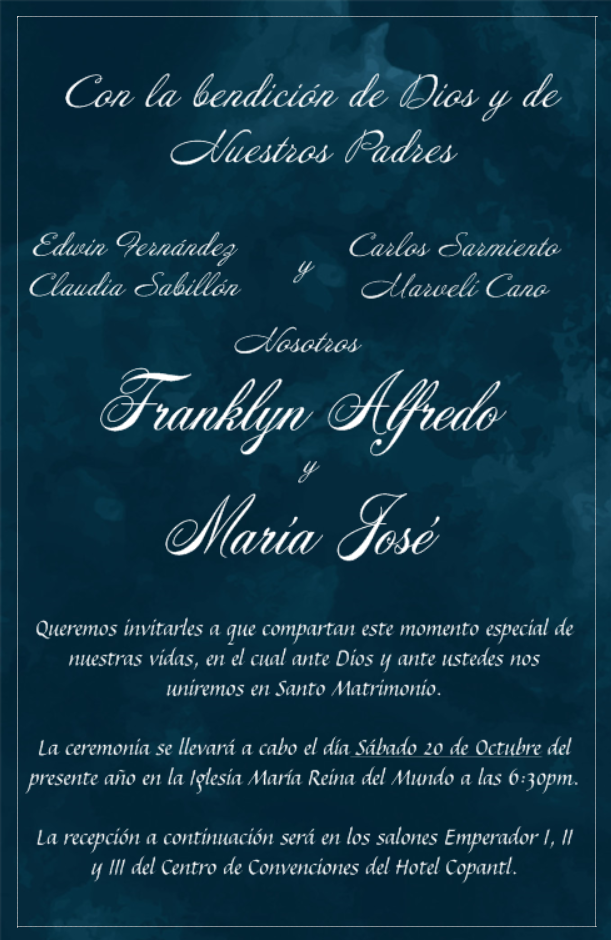 Con la bendición de Dios y de
Nuestros Padres
Edwin Fernández
Claudia Sabillón
y
Carlos Sarmiento
Marveli Cano
Nosotros
Franklyn Alfredo
y
María José
Queremos invitarles a que compartan este momento especial de
nuestras vidas, en el cual ante Dios y ante ustedes nos
uniremos en Santo Matrimonio.
La ceremonia se llevará a cabo el día Sábado 20 de Octubre del
presente año en la Iglesia María Reina del Mundo a las 6:30pm.
La recepción a continuación será en los salones Emperador I, II
y III del Centro de Convenciones del Hotel Copantl.